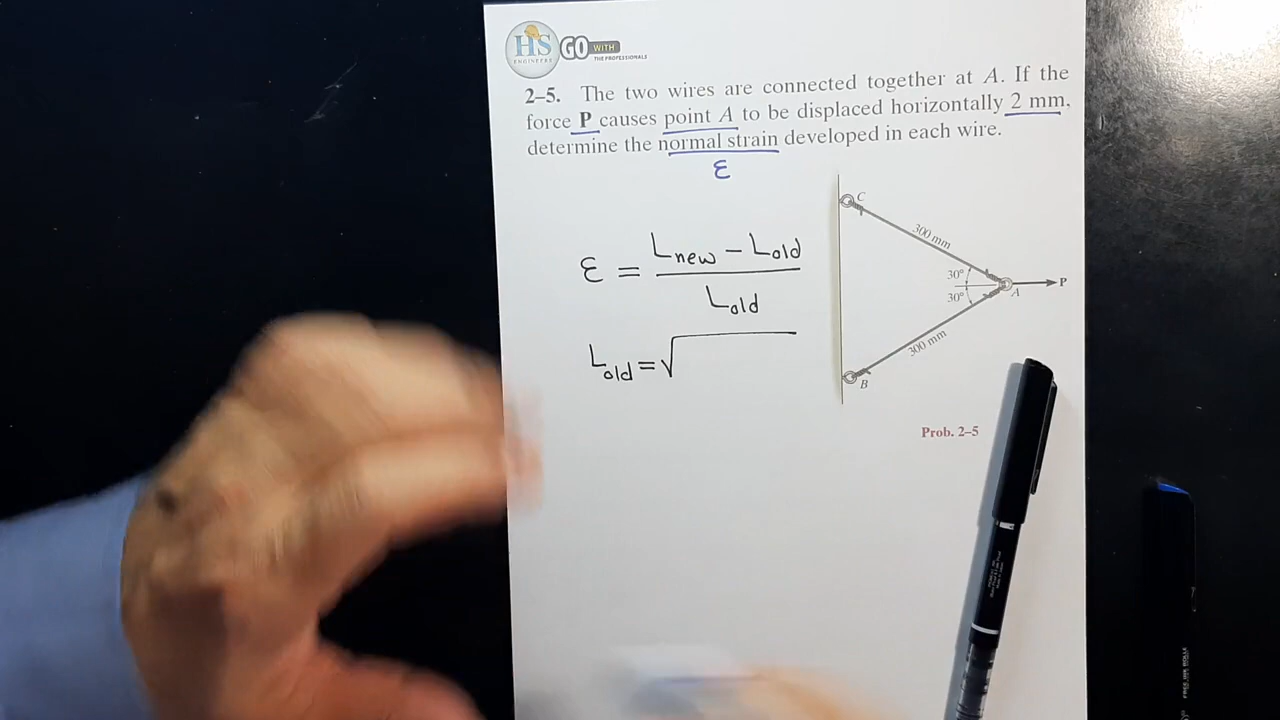 HS
ENGINEERS
GO WITH
THE PROFESSIONALS
2–5. The two wires are connected together at A. If the
force P causes point A to be displaced horizontally 2 mm,
determine the normal strain developed in each wire.
ε
ε = (Lnew − Lold) / Lold
Lold = √
C
300 mm
30°
30°
A
P
300 mm
B
Prob. 2–5